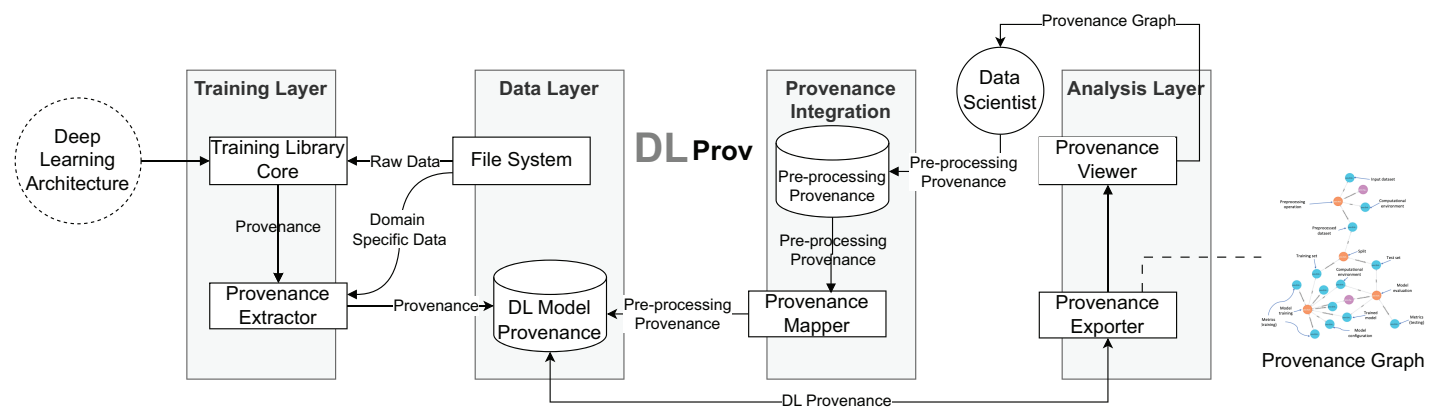 Provenance Graph
Training Layer
Data Layer
Provenance
Integration
Data
Scientist
Analysis Layer
Deep
Learning
Architecture
Training Library
Core
Raw Data
File System
DL Prov
Pre-processing
Provenance
Pre-processing
Provenance
Provenance
Viewer
Provenance
Domain
Specific Data
Pre-processing
Provenance
Provenance
Extractor
Provenance
DL Model
Provenance
Pre-processing
Provenance
Provenance
Mapper
Provenance
Exporter
DL Provenance
Input dataset
Preprocessing
operation
Computational
environment
Preprocessed
dataset
Split
Training set
Test set
Computational
environment
Model
evaluation
Model
training
Trained
model
Metrics
(training)
Model
configuration
Metrics
(testing)
Provenance Graph